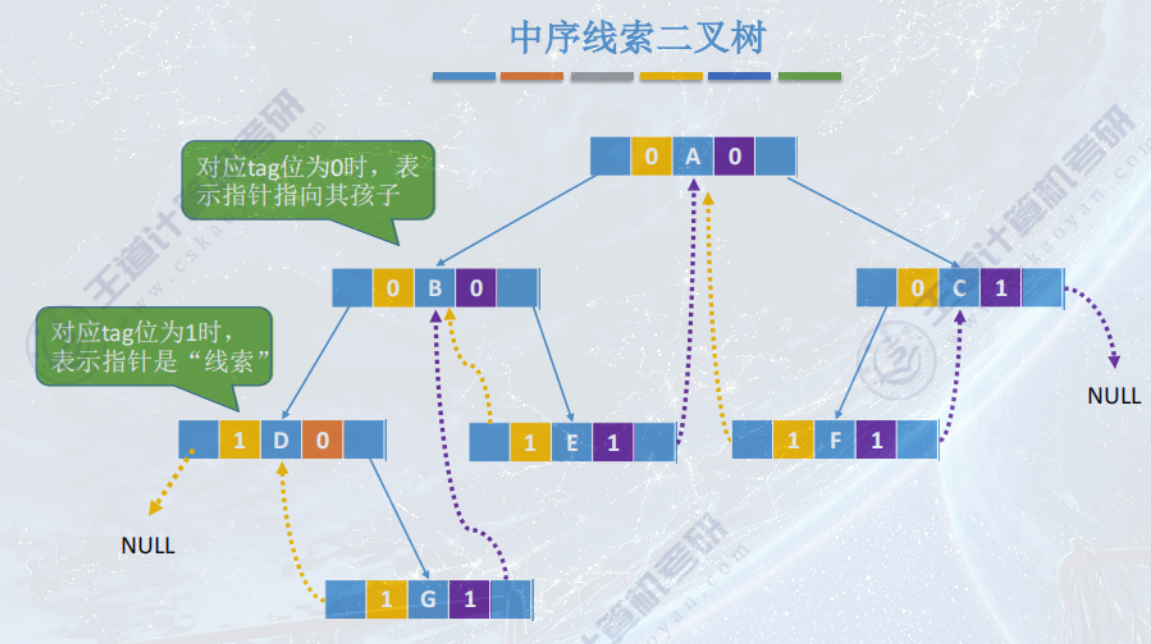 中序线索二叉树
0 A 0
对应tag位为0时，表
示指针指向其孩子
0 B 0
0 C 1
对应tag位为1时，
表示指针是“线索”
NULL
1 D 0
1 E 1
1 F 1
NULL
1 G 1
王道计算机考研
www.cskaoyan.com